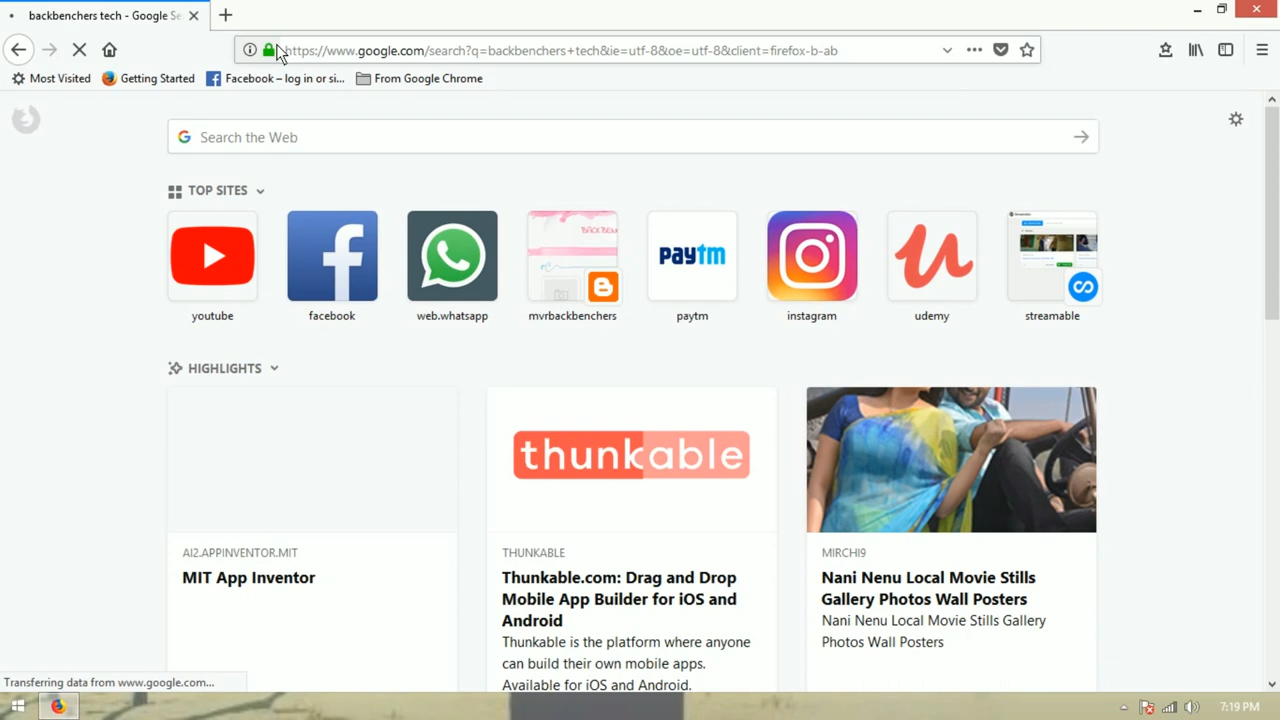 backbenchers tech - Google Se
https://www.google.com/search?q=backbenchers+tech&ie=utf-8&oe=utf-8&client=firefox-b-ab
Most Visited Getting Started Facebook – log in or si... From Google Chrome
Search the Web
TOP SITES
paytm
youtube facebook web.whatsapp mvrbackbenchers paytm instagram udemy streamable
HIGHLIGHTS
thunkable
AI2.APPINVENTOR.MIT
MIT App Inventor
THUNKABLE
Thunkable.com: Drag and Drop
Mobile App Builder for iOS and
Android
Thunkable is the platform where anyone
can build their own mobile apps.
Available for iOS and Android.
MIRCHI9
Nani Nenu Local Movie Stills
Gallery Photos Wall Posters
Nani Nenu Local Movie Stills Gallery
Photos Wall Posters
Transferring data from www.google.com...
7:19 PM